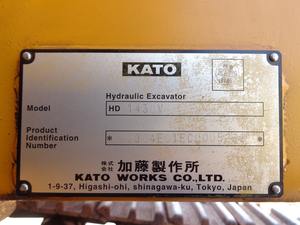 KATO
Hydraulic Excavator
Model HD
Product
Identification
Number
株式会社 加藤製作所
KATO WORKS CO.,LTD.
1-9-37, Higashi-ohi, shinagawa-ku, Tokyo, Japan